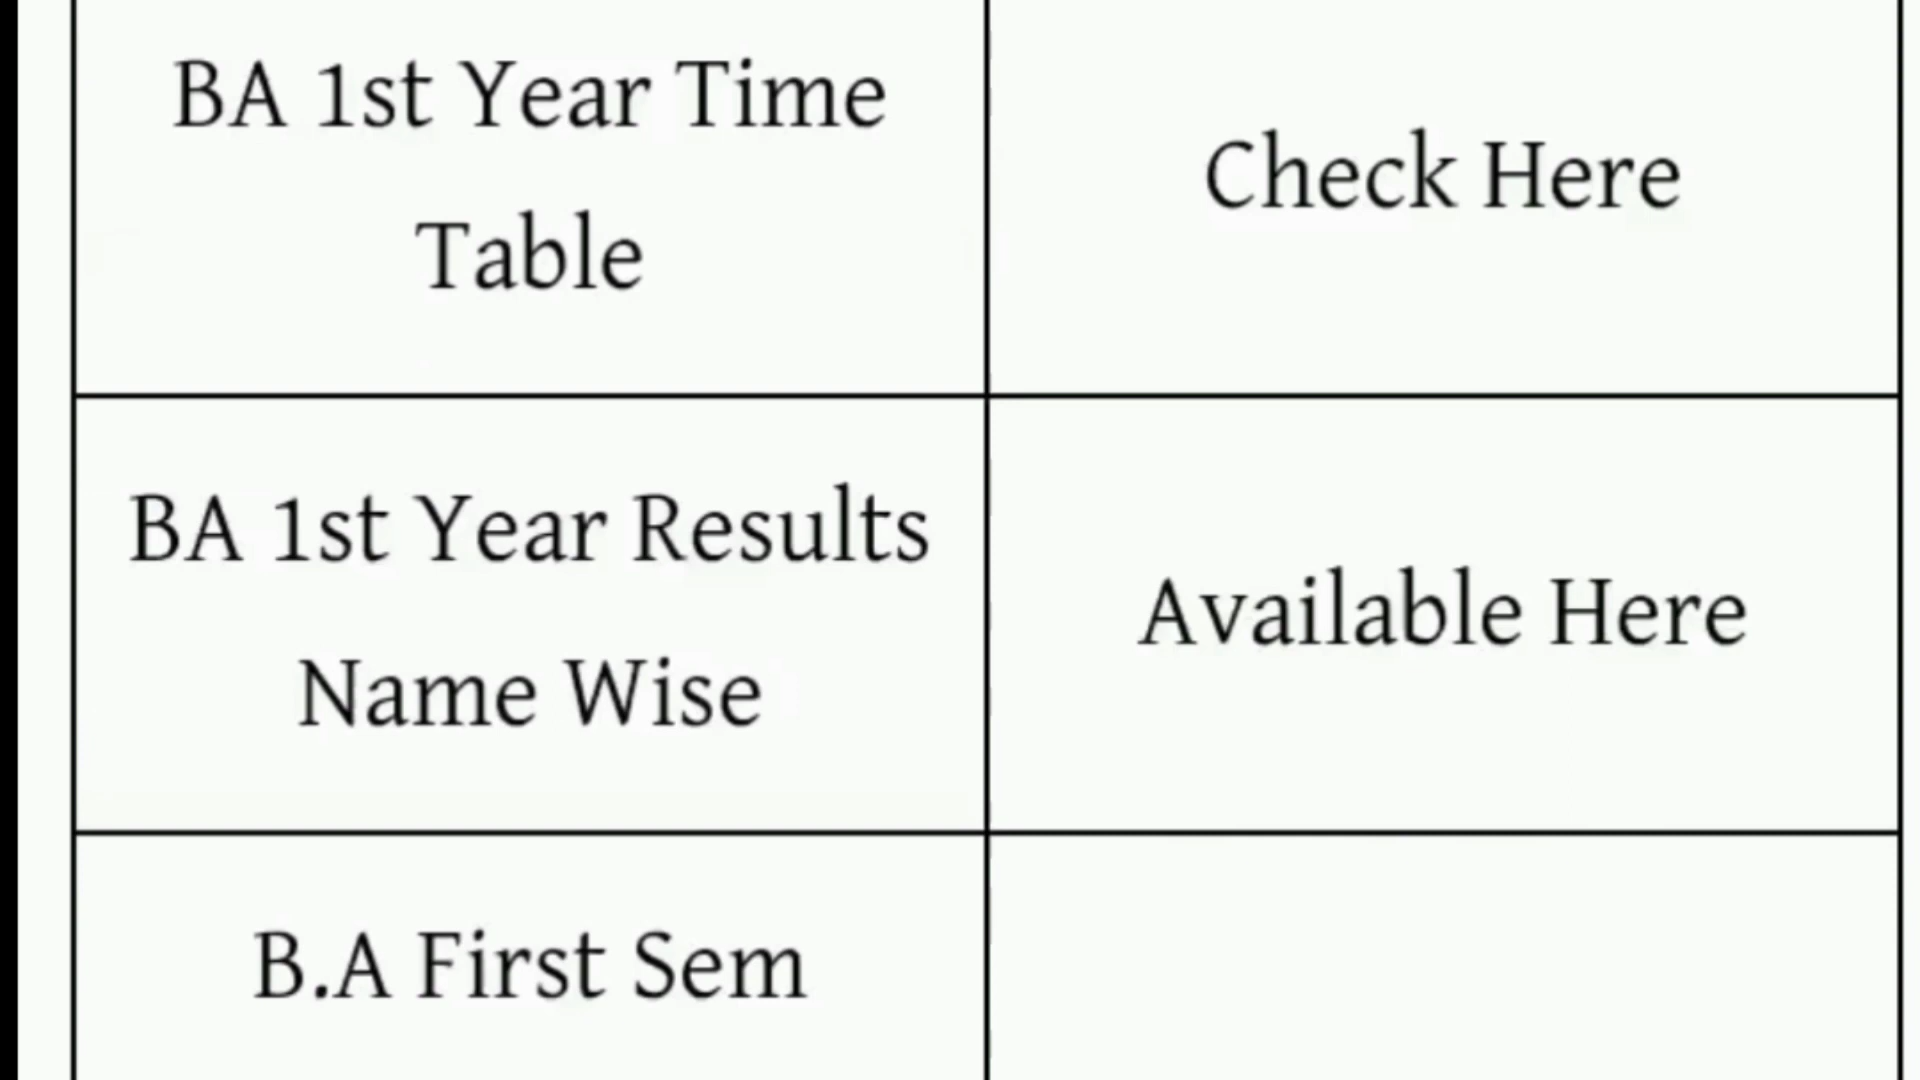 BA 1st Year Time
Table
Check Here
BA 1st Year Results
Name Wise
Available Here
B.A First Sem